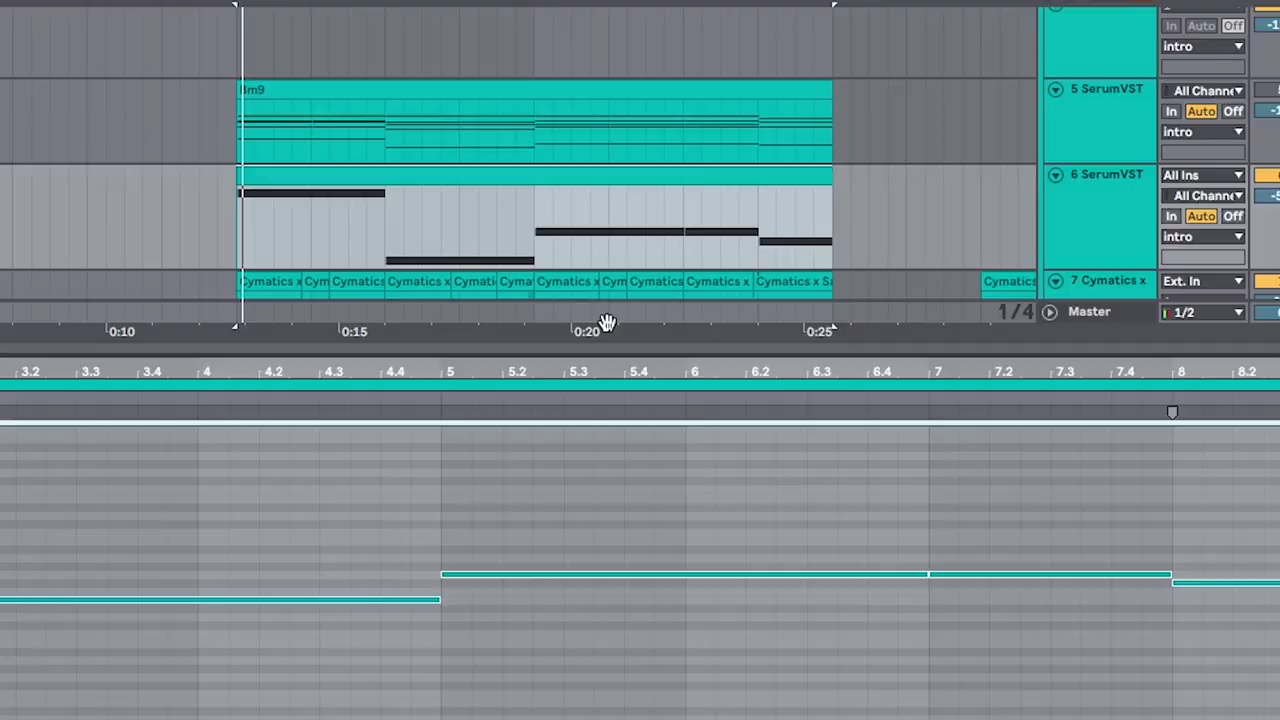 In Auto Off -1
intro
Bm9
5 SerumVST All Channe
In Auto Off -1
intro
6 SerumVST All Ins
All Channe
In Auto Off
intro
Cymatics x Cym Cymatics Cymatics x Cymati Cyma Cymatics x Cym Cymatics x Cymatics x Cymatics x Sa Cymatics 7 Cymatics x Ext. In
1/4 Master 1/2
0:10 0:15 0:20 0:25
3.2 3.3 3.4 4 4.2 4.3 4.4 5 5.2 5.3 5.4 6 6.2 6.3 6.4 7 7.2 7.3 7.4 8 8.2